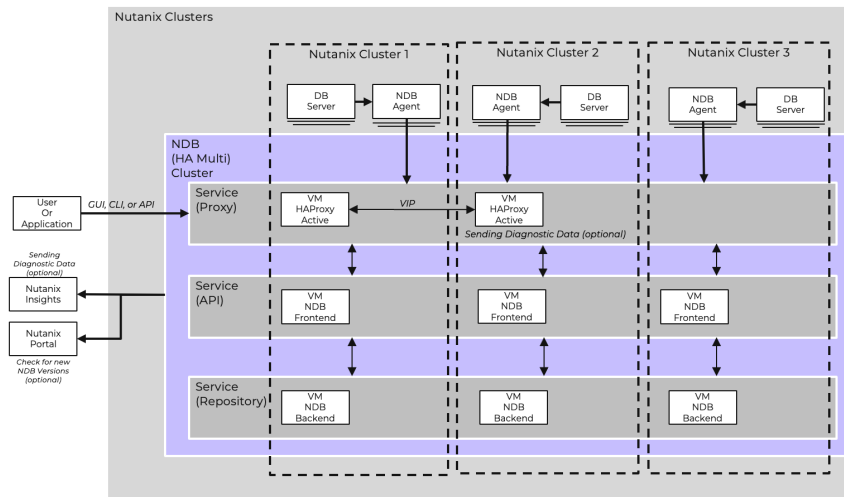 Nutanix Clusters
Nutanix Cluster 1
Nutanix Cluster 2
Nutanix Cluster 3
DB
Server
NDB
Agent
NDB
Agent
DB
Server
NDB
Agent
DB
Server
NDB
(HA Multi)
Cluster
Service
(Proxy)
VM
HAProxy
Active
VIP
VM
HAProxy
Active
Sending Diagnostic Data (optional)
User
Or
Application
GUI, CLI, or API
Sending
Diagnostic Data
(optional)
Nutanix
Insights
Nutanix
Portal
Check for new
NDB Versions
(optional)
Service
(API)
VM
NDB
Frontend
VM
NDB
Frontend
VM
NDB
Frontend
Service
(Repository)
VM
NDB
Backend
VM
NDB
Backend
VM
NDB
Backend